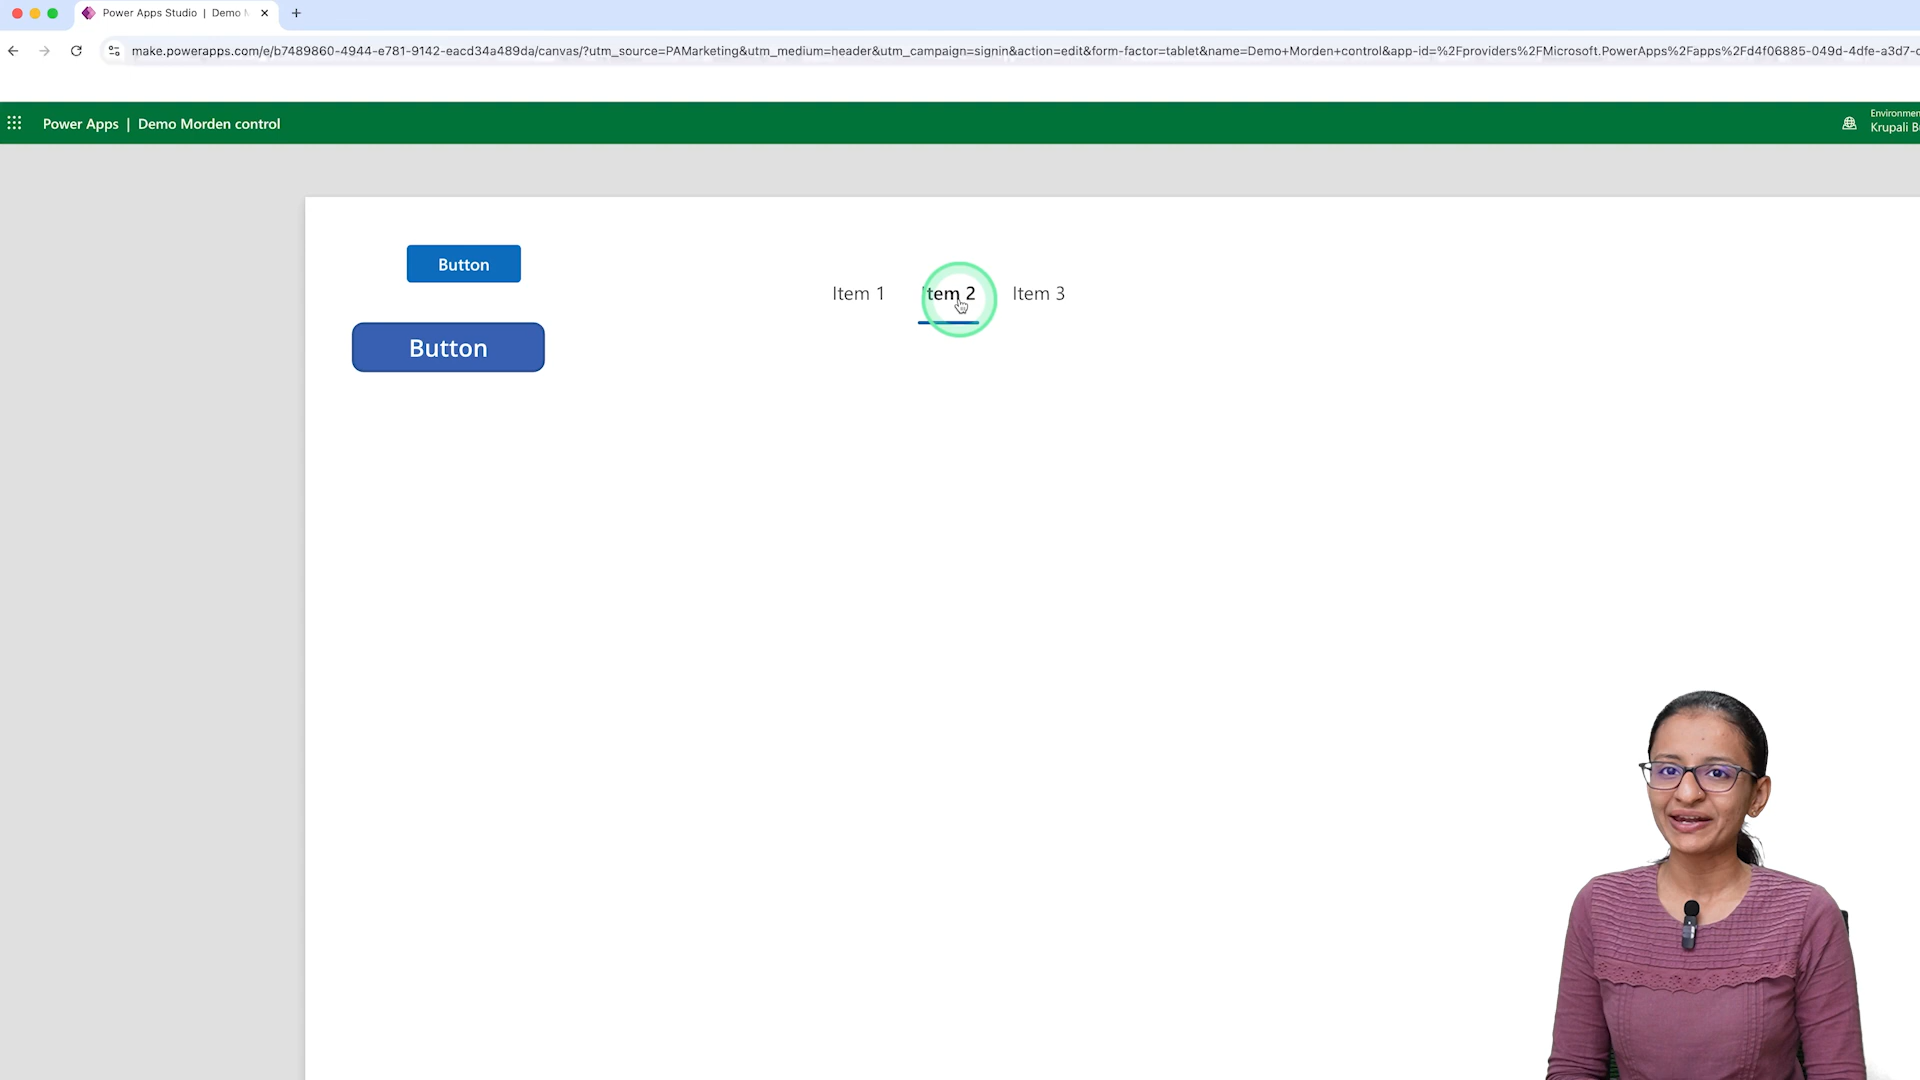 Power Apps Studio | Demo
make.powerapps.com/e/b7489860-4944-e781-9142-eacd34a489da/canvas/?utm_source=PAMarketing&utm_medium=header&utm_campaign=signin&action=edit&form-factor=tablet&name=Demo+Morden+control&app-id=%2Fproviders%2FMicrosoft.PowerApps%2Fapps%2Fd4f06885-049d-4dfe-a3d7-
Power Apps | Demo Morden control
Environmen
Krupali B
Button
Item 1
Item 2
Item 3
Button